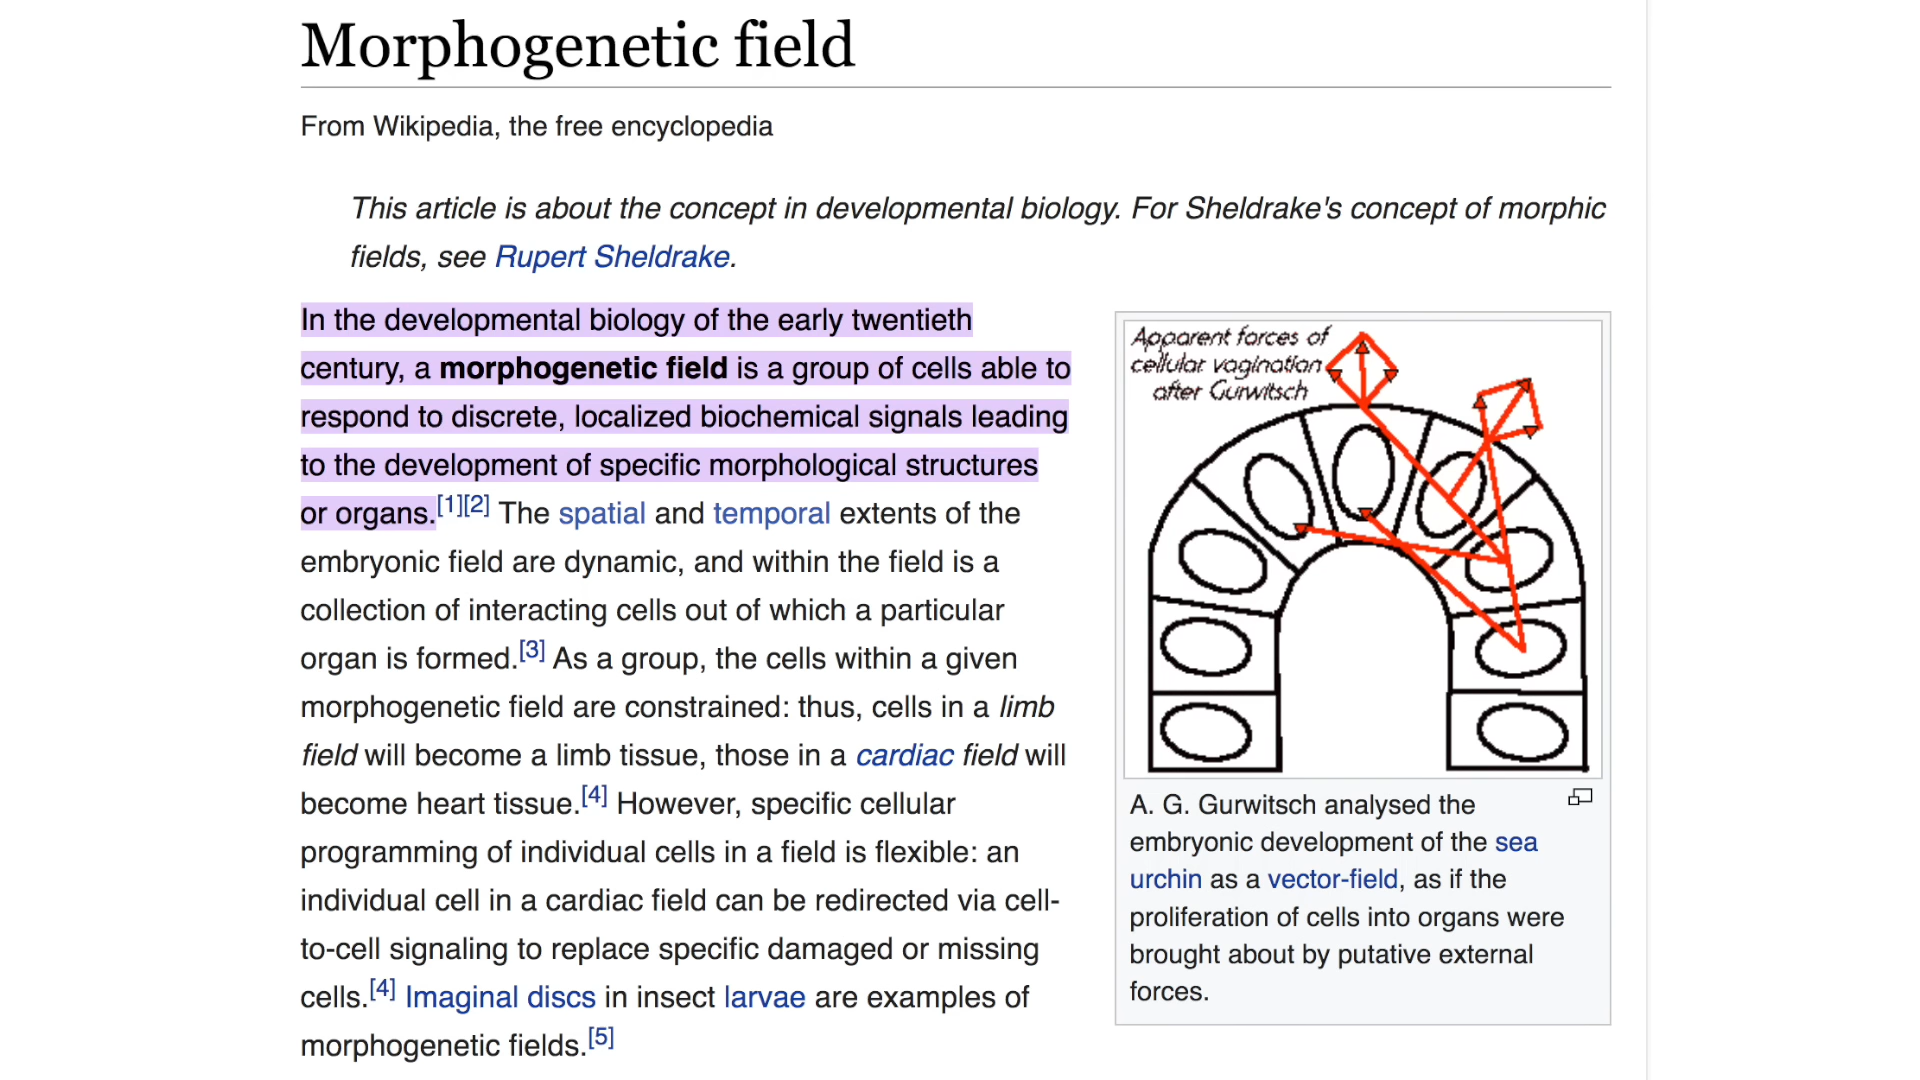 Morphogenetic field
From Wikipedia, the free encyclopedia
This article is about the concept in developmental biology. For Sheldrake's concept of morphic
fields, see Rupert Sheldrake.
In the developmental biology of the early twentieth
century, a morphogenetic field is a group of cells able to
respond to discrete, localized biochemical signals leading
to the development of specific morphological structures
or organs.[1][2] The spatial and temporal extents of the
embryonic field are dynamic, and within the field is a
collection of interacting cells out of which a particular
organ is formed.[3] As a group, the cells within a given
morphogenetic field are constrained: thus, cells in a limb
field will become a limb tissue, those in a cardiac field will
become heart tissue.[4] However, specific cellular
programming of individual cells in a field is flexible: an
individual cell in a cardiac field can be redirected via cell-
to-cell signaling to replace specific damaged or missing
cells.[4] Imaginal discs in insect larvae are examples of
morphogenetic fields.[5]
Apparent forces of
cellular vagination
after Gurwitsch
A. G. Gurwitsch analysed the
embryonic development of the sea
urchin as a vector-field, as if the
proliferation of cells into organs were
brought about by putative external
forces.